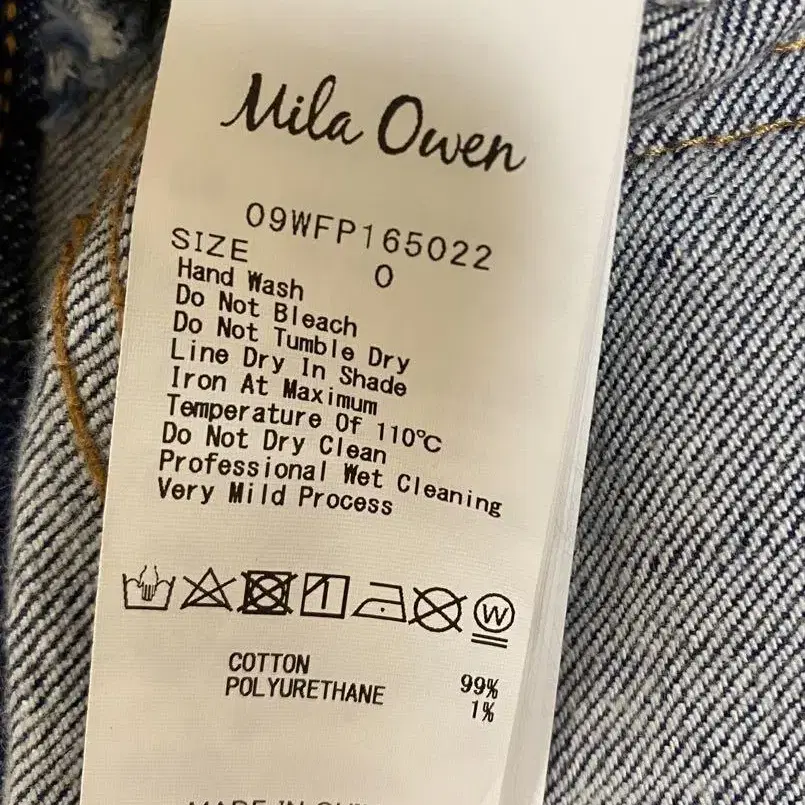 Mila Owen
09WFP165022
SIZE 0
Hand Wash
Do Not Bleach
Do Not Tumble Dry
Line Dry In Shade
Iron At Maximum
Temperature Of 110℃
Do Not Dry Clean
Professional Wet Cleaning
Very Mild Process
W
COTTON 99%
POLYURETHANE 1%
MADE IN